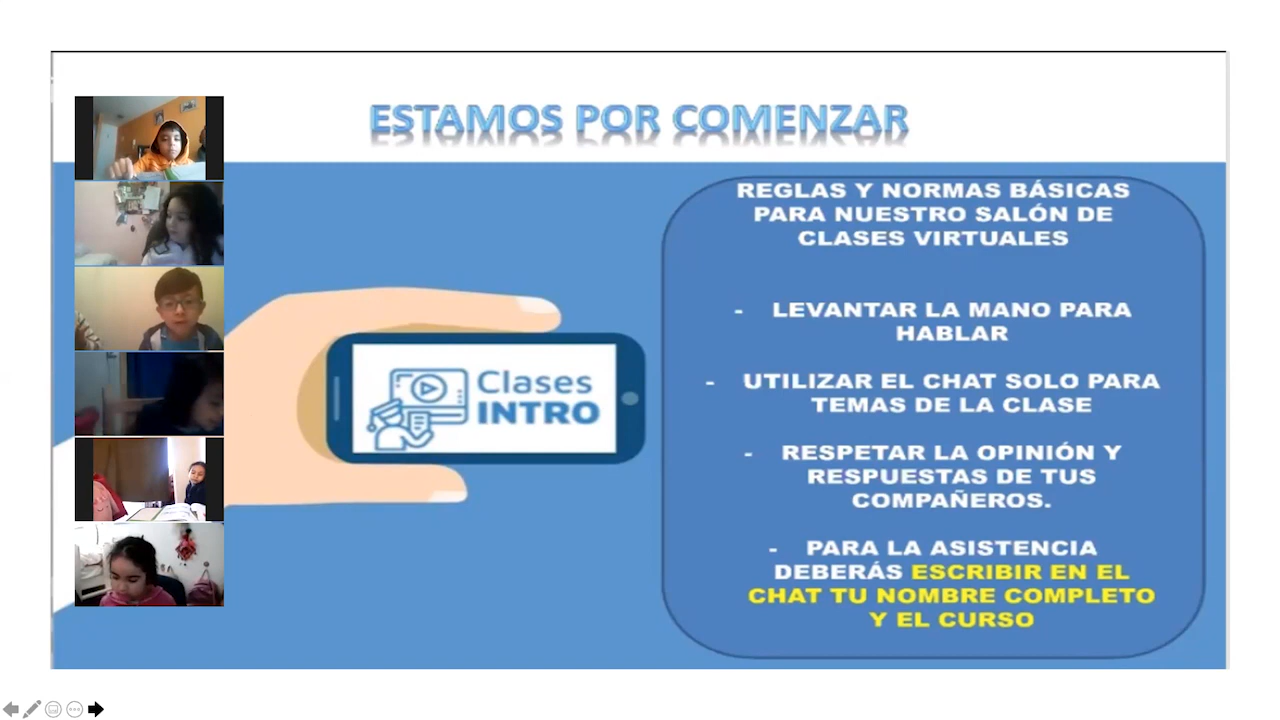 ESTAMOS POR COMENZAR
REGLAS Y NORMAS BÁSICAS
PARA NUESTRO SALÓN DE
CLASES VIRTUALES
- LEVANTAR LA MANO PARA
HABLAR
- UTILIZAR EL CHAT SOLO PARA
TEMAS DE LA CLASE
- RESPETAR LA OPINIÓN Y
RESPUESTAS DE TUS
COMPAÑEROS.
- PARA LA ASISTENCIA
DEBERÁS ESCRIBIR EN EL
CHAT TU NOMBRE COMPLETO
Y EL CURSO
Clases
INTRO